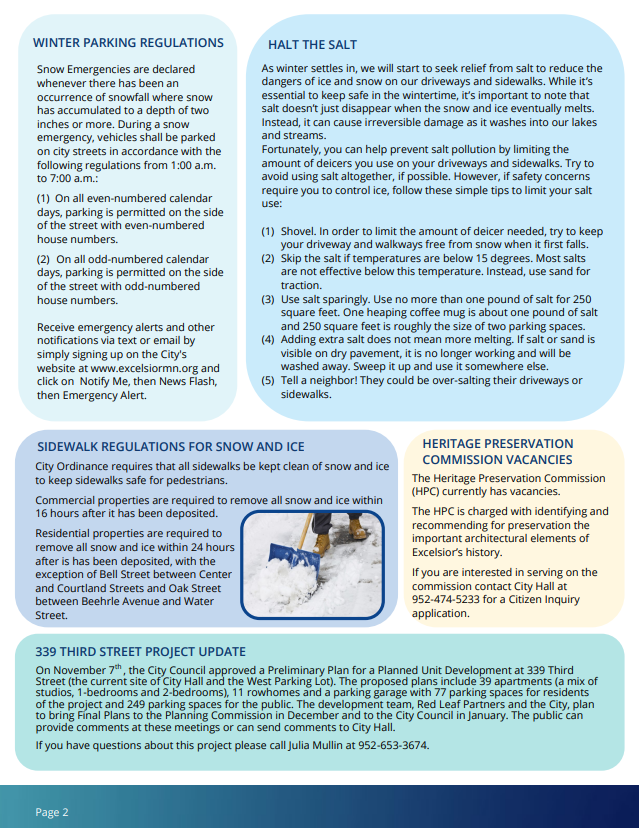 WINTER PARKING REGULATIONS
Snow Emergencies are declared
whenever there has been an
occurrence of snowfall where snow
has accumulated to a depth of two
inches or more. During a snow
emergency, vehicles shall be parked
on city streets in accordance with the
following regulations from 1:00 a.m.
to 7:00 a.m.:
(1) On all even-numbered calendar
days, parking is permitted on the side
of the street with even-numbered
house numbers.
(2) On all odd-numbered calendar
days, parking is permitted on the side
of the street with odd-numbered
house numbers.
Receive emergency alerts and other
notifications via text or email by
simply signing up on the City's
website at www.excelsiormn.org and
click on Notify Me, then News Flash,
then Emergency Alert.
HALT THE SALT
As winter settles in, we will start to seek relief from salt to reduce the
dangers of ice and snow on our driveways and sidewalks. While it's
essential to keep safe in the wintertime, it's important to note that
salt doesn't just disappear when the snow and ice eventually melts.
Instead, it can cause irreversible damage as it washes into our lakes
and streams.
Fortunately, you can help prevent salt pollution by limiting the
amount of deicers you use on your driveways and sidewalks. Try to
avoid using salt altogether, if possible. However, if safety concerns
require you to control ice, follow these simple tips to limit your salt
use:
(1) Shovel. In order to limit the amount of deicer needed, try to keep
your driveway and walkways free from snow when it first falls.
(2) Skip the salt if temperatures are below 15 degrees. Most salts
are not effective below this temperature. Instead, use sand for
traction.
(3) Use salt sparingly. Use no more than one pound of salt for 250
square feet. One heaping coffee mug is about one pound of salt
and 250 square feet is roughly the size of two parking spaces.
(4) Adding extra salt does not mean more melting. If salt or sand is
visible on dry pavement, it is no longer working and will be
washed away. Sweep it up and use it somewhere else.
(5) Tell a neighbor! They could be over-salting their driveways or
sidewalks.
SIDEWALK REGULATIONS FOR SNOW AND ICE
City Ordinance requires that all sidewalks be kept clean of snow and ice
to keep sidewalks safe for pedestrians.
Commercial properties are required to remove all snow and ice within
16 hours after it has been deposited.
Residential properties are required to
remove all snow and ice within 24 hours
after is has been deposited, with the
exception of Bell Street between Center
and Courtland Streets and Oak Street
between Beehrle Avenue and Water
Street.
HERITAGE PRESERVATION
COMMISSION VACANCIES
The Heritage Preservation Commission
(HPC) currently has vacancies.
The HPC is charged with identifying and
recommending for preservation the
important architectural elements of
Excelsior's history.
If you are interested in serving on the
commission contact City Hall at
952-474-5233 for a Citizen Inquiry
application.
339 THIRD STREET PROJECT UPDATE
On November 7th, the City Council approved a Preliminary Plan for a Planned Unit Development at 339 Third
Street (the current site of City Hall and the West Parking Lot). The proposed plans include 39 apartments (a mix of
studios, 1-bedrooms and 2-bedrooms), 11 rowhomes and a parking garage with 77 parking spaces for residents
of the project and 249 parking spaces for the public. The development team, Red Leaf Partners and the City, plan
to bring Final Plans to the Planning Commission in December and to the City Council in January. The public can
provide comments at these meetings or can send comments to City Hall.
If you have questions about this project please call Julia Mullin at 952-653-3674.
Page 2